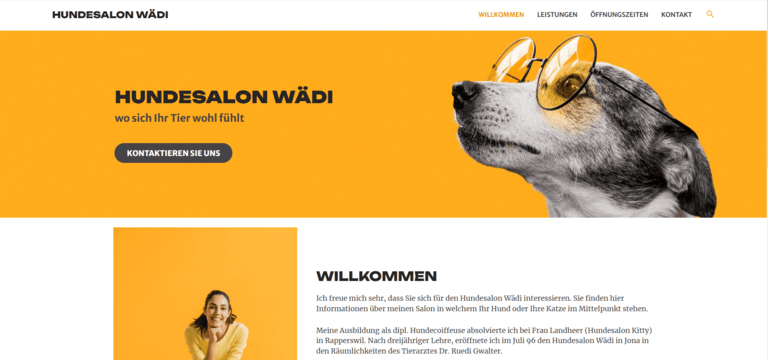 HUNDESALON WÄDI
WILLKOMMEN LEISTUNGEN ÖFFNUNGSZEITEN KONTAKT
HUNDESALON WÄDI
wo sich Ihr Tier wohl fühlt
KONTAKTIEREN SIE UNS
WILLKOMMEN
Ich freue mich sehr, dass Sie sich für den Hundesalon Wädi interessieren. Sie finden hier
Informationen über meinen Salon in welchem Ihr Hund oder Ihre Katze im Mittelpunkt stehen.
Meine Ausbildung als dipl. Hundecoiffeuse absolvierte ich bei Frau Landheer (Hundesalon Kitty)
in Rapperswil. Nach dreijähriger Lehre, eröffnete ich im Juli 96 den Hundesalon Wädi in Jona in
den Räumlichkeiten des Tierarztes Dr. Ruedi Gwalter.